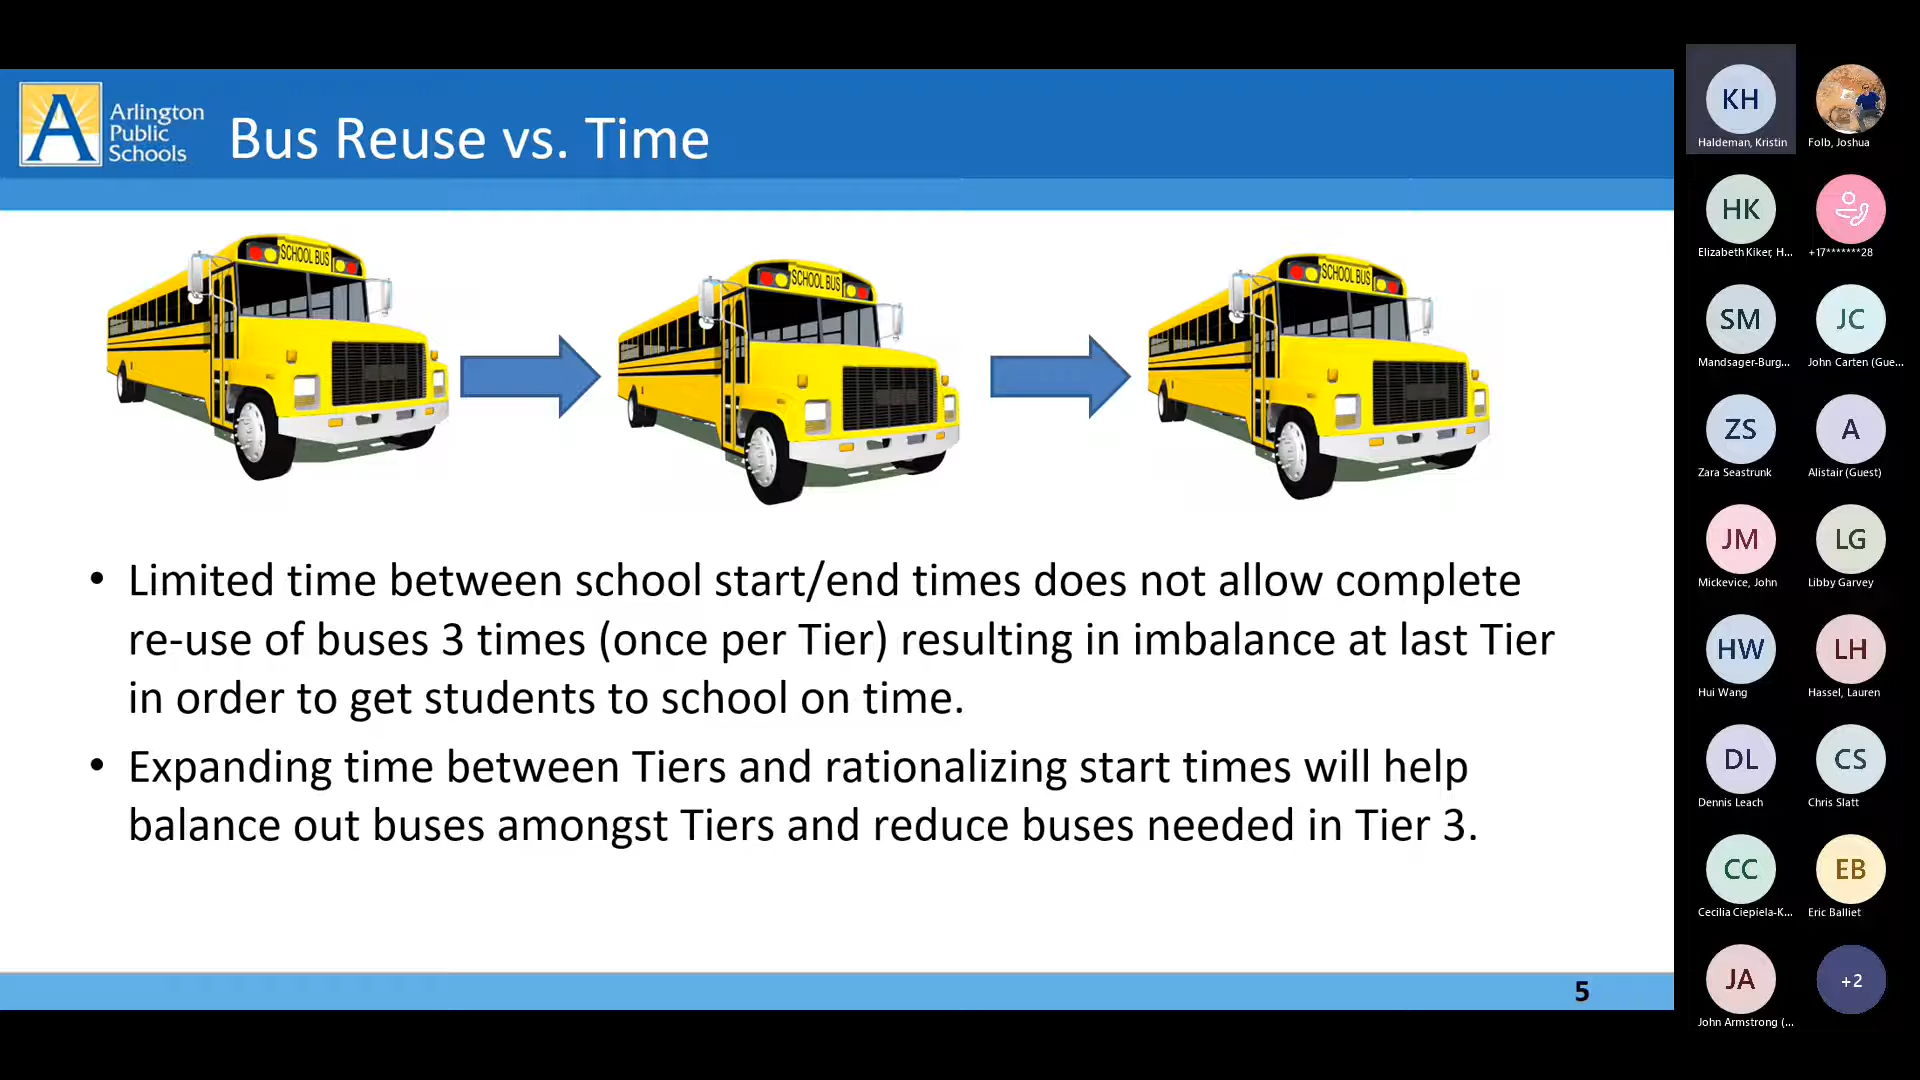 Arlington
Public
Schools
Bus Reuse vs. Time
SCHOOL BUS
SCHOOL BUS
SCHOOL BUS
• Limited time between school start/end times does not allow complete
re-use of buses 3 times (once per Tier) resulting in imbalance at last Tier
in order to get students to school on time.
• Expanding time between Tiers and rationalizing start times will help
balance out buses amongst Tiers and reduce buses needed in Tier 3.
5
KH
Haldeman, Kristin
Folb, Joshua
HK
Elizabeth Kiker, H...
+17*******28
SM
Mandsager-Burg...
JC
John Carten (Gue...
ZS
Zara Seastrunk
A
Alistair (Guest)
JM
Mickevice, John
LG
Libby Garvey
HW
Hui Wang
LH
Hassel, Lauren
DL
Dennis Leach
CS
Chris Slatt
CC
Cecilia Ciepiela-K...
EB
Eric Balliet
JA
John Armstrong (...
+2